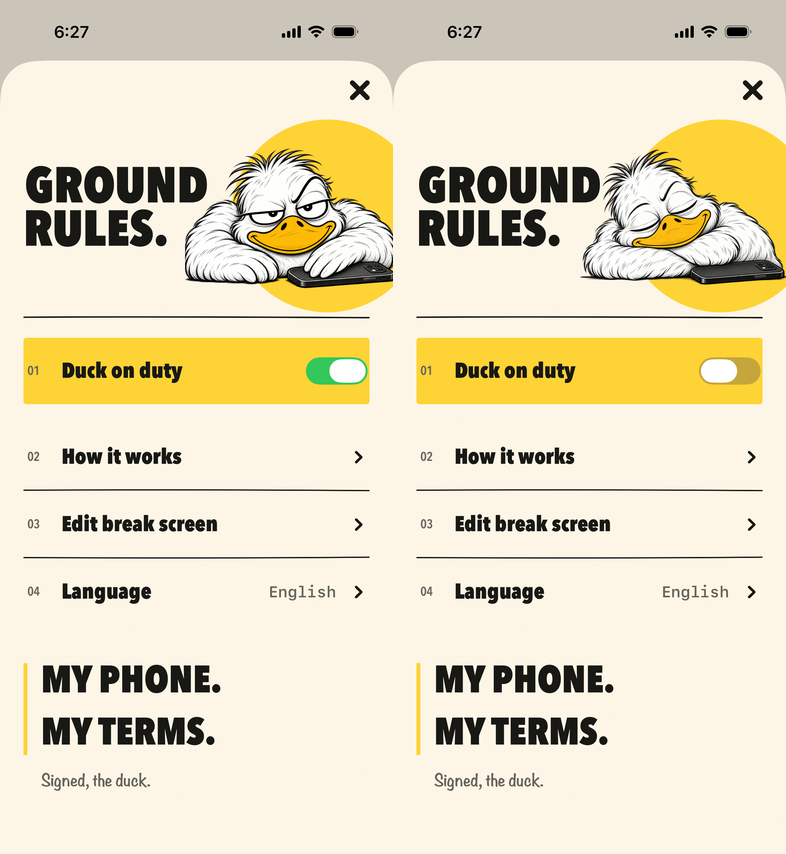 6:27
GROUND
RULES.
01 Duck on duty
02 How it works
03 Edit break screen
04 Language English
MY PHONE.
MY TERMS.
Signed, the duck.
6:27
GROUND
RULES.
01 Duck on duty
02 How it works
03 Edit break screen
04 Language English
MY PHONE.
MY TERMS.
Signed, the duck.